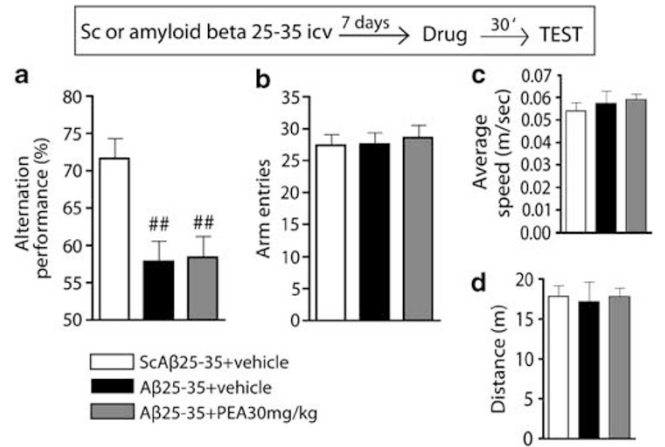 Sc or amyloid beta 25-35 icv 7 days Drug 30′ TEST
a
Alternation
performance (%)
80
75
70
65
60
55
50
## ##
b
Arm entries
35
30
25
20
15
10
5
0
c
Average
speed (m/sec)
0.07
0.06
0.05
0.04
0.03
0.02
0.01
0.00
d
Distance (m)
20
15
10
5
0
ScAβ25-35+vehicle
Aβ25-35+vehicle
Aβ25-35+PEA30mg/kg